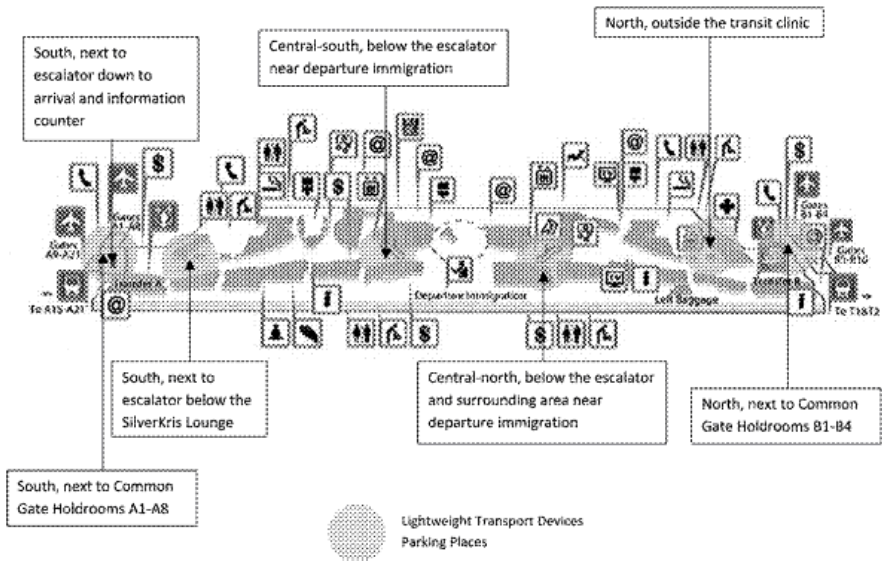 South, next to
escalator down to
arrival and information
counter
Central-south, below the escalator
near departure immigration
North, outside the transit clinic
Gates
A1-A8
Gates
A9-A21
Transfer A
To A15-A21
Departure Immigration
Left Baggage
Transfer B
Gates
B1-B4
Gates
B5-B10
To T1&T2
South, next to
escalator below the
SilverKris Lounge
Central-north, below the escalator
and surrounding area near
departure immigration
North, next to Common
Gate Holdrooms B1-B4
South, next to Common
Gate Holdrooms A1-A8
Lightweight Transport Devices
Parking Places